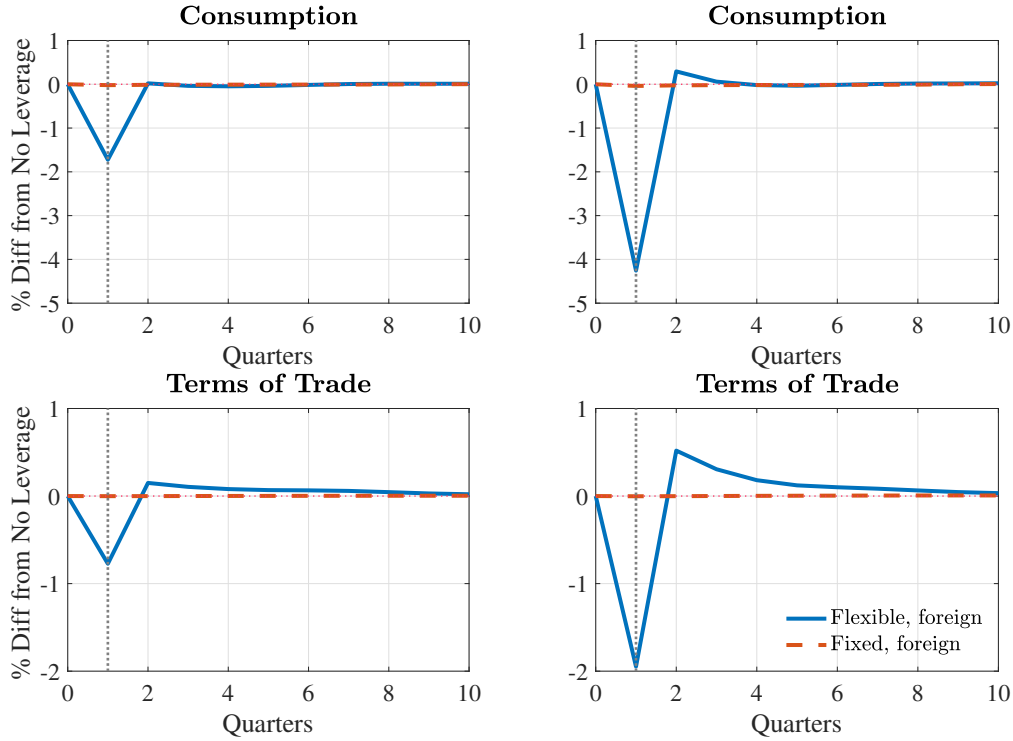 Consumption
% Diff from No Leverage
1
0
-1
-2
-3
-4
-5
0 2 4 6 8 10
Quarters
Consumption
1
0
-1
-2
-3
-4
-5
0 2 4 6 8 10
Quarters
Terms of Trade
% Diff from No Leverage
1
0
-1
-2
0 2 4 6 8 10
Quarters
Terms of Trade
1
0
-1
-2
Flexible, foreign
Fixed, foreign
0 2 4 6 8 10
Quarters